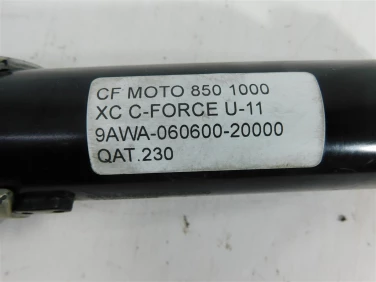 CF MOTO 850 1000
XC C-FORCE U-11
9AWA-060600-20000
QAT.230